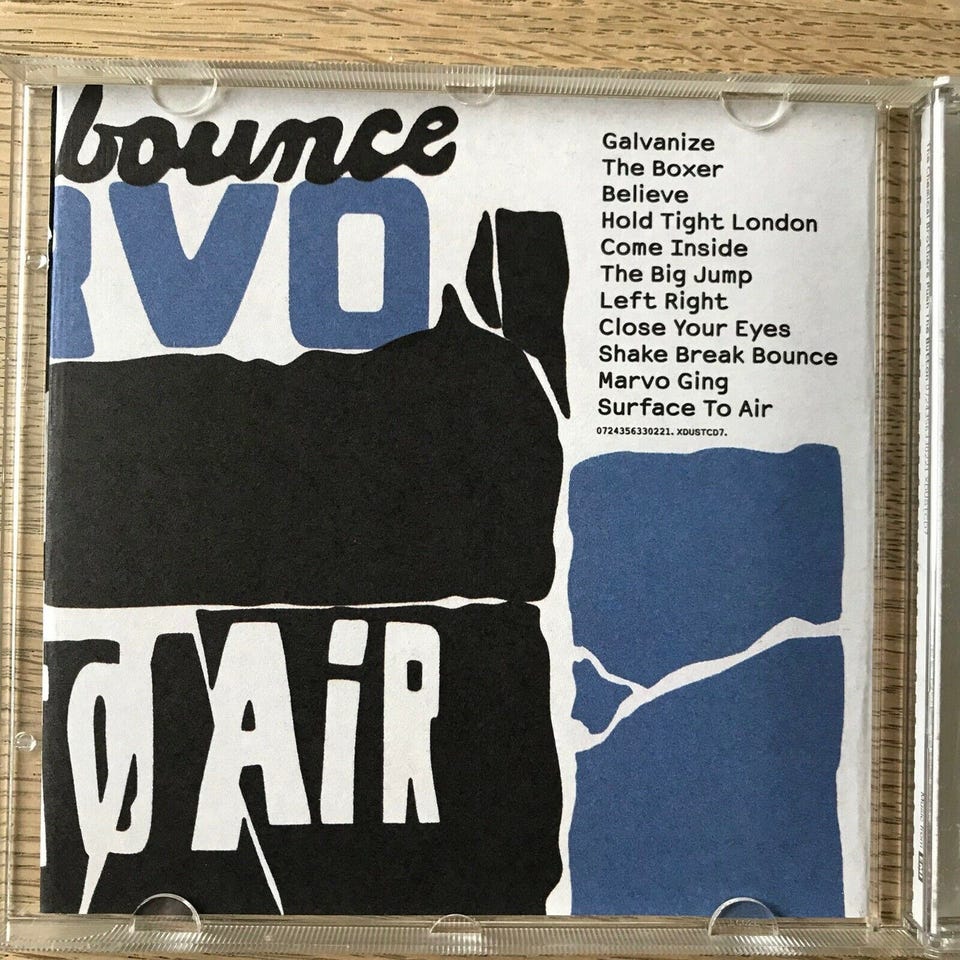 bounce
RVO
TO AiR
Galvanize
The Boxer
Believe
Hold Tight London
Come Inside
The Big Jump
Left Right
Close Your Eyes
Shake Break Bounce
Marvo Ging
Surface To Air
0724356330221. XDUSTCD7.